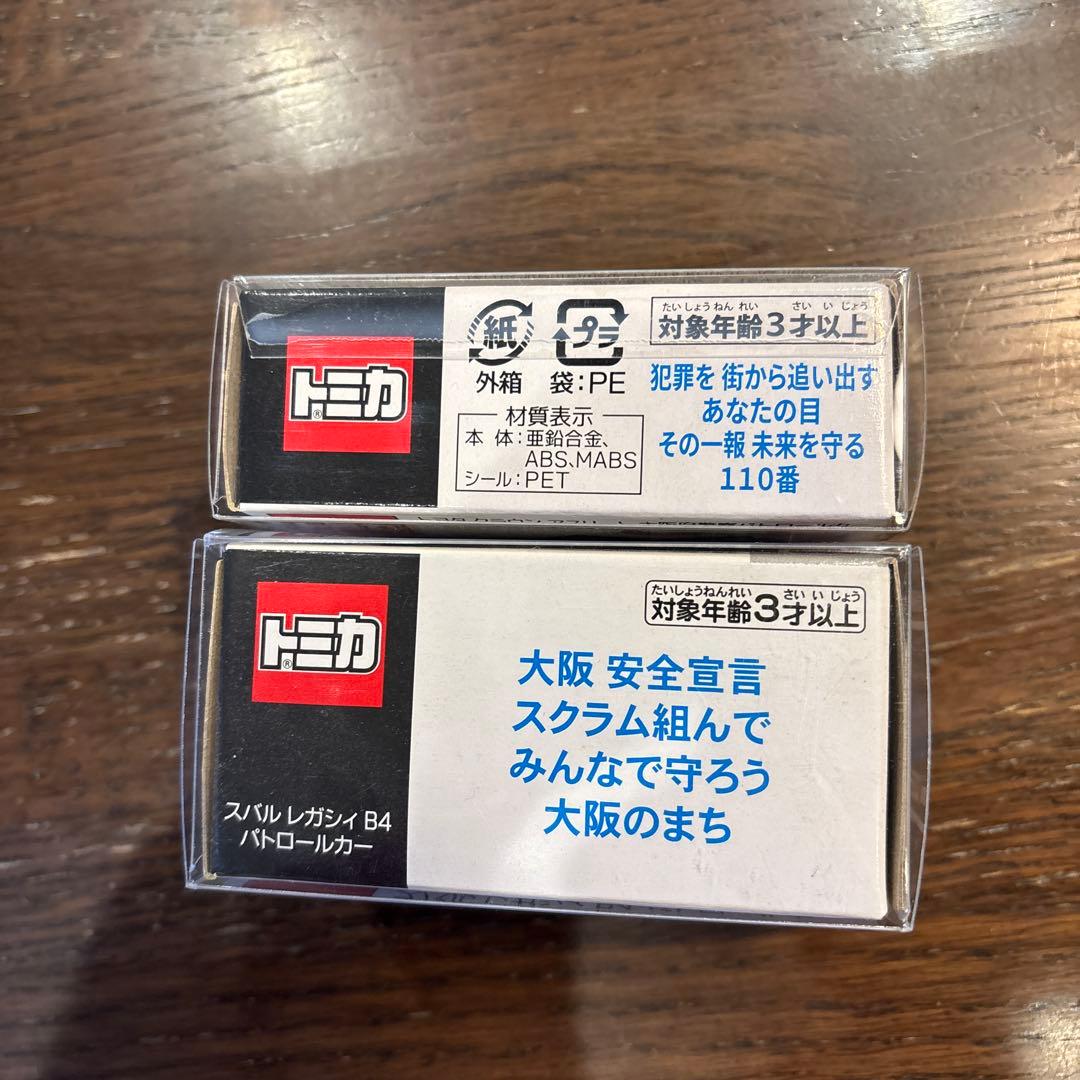 トミカ
®
紙
外箱
プラ
袋：PE
材質表示
本 体：亜鉛合金、
ABS、MABS
シール：PET
たいしょうねんれい さいいじょう
対象年齢3才以上
犯罪を 街から追い出す
あなたの目
その一報 未来を守る
110番
トミカ
®
スバル レガシィ B4
パトロールカー
たいしょうねんれい さいいじょう
対象年齢3才以上
大阪 安全宣言
スクラム組んで
みんなで守ろう
大阪のまち